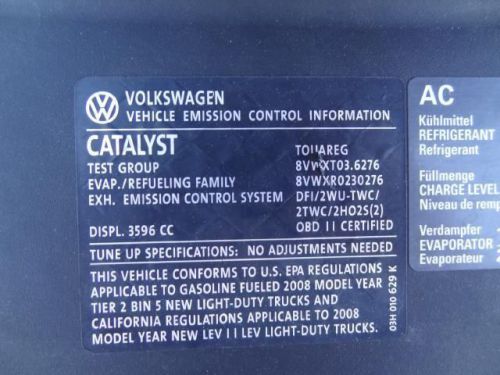 VOLKSWAGEN
VEHICLE EMISSION CONTROL INFORMATION
CATALYST TOUAREG
TEST GROUP 8VWXT03.6276
EVAP./REFUELING FAMILY 8VWXR0230276
EXH. EMISSION CONTROL SYSTEM DFI/2WU-TWC/
2TWC/2HO2S(2)
DISPL. 3596 CC OBD II CERTIFIED
TUNE UP SPECIFICATIONS: NO ADJUSTMENTS NEEDED
THIS VEHICLE CONFORMS TO U.S. EPA REGULATIONS
APPLICABLE TO GASOLINE FUELED 2008 MODEL YEAR
TIER 2 BIN 5 NEW LIGHT-DUTY TRUCKS AND
CALIFORNIA REGULATIONS APPLICABLE TO 2008
MODEL YEAR NEW LEV II LEV LIGHT-DUTY TRUCKS.
03H 010 629 K
AC
Kühlmittel
REFRIGERANT
Refrigerant
Füllmenge
CHARGE LEVEL
Niveau de remp
Verdampfer
EVAPORATOR
Evaporateur